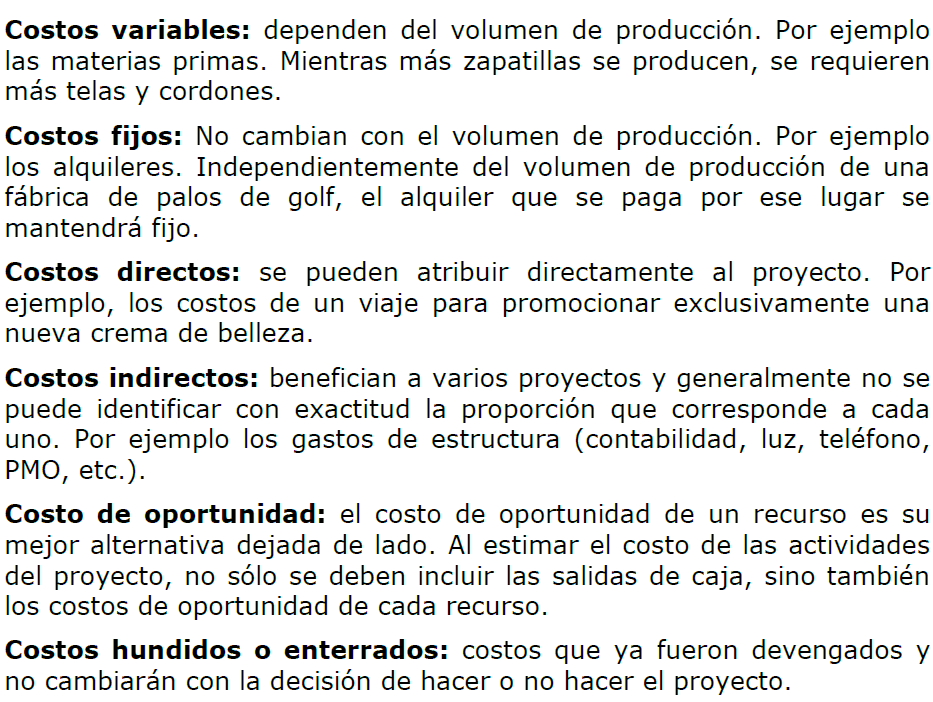 Costos variables: dependen del volumen de producción. Por ejemplo
las materias primas. Mientras más zapatillas se producen, se requieren
más telas y cordones.
Costos fijos: No cambian con el volumen de producción. Por ejemplo
los alquileres. Independientemente del volumen de producción de una
fábrica de palos de golf, el alquiler que se paga por ese lugar se
mantendrá fijo.
Costos directos: se pueden atribuir directamente al proyecto. Por
ejemplo, los costos de un viaje para promocionar exclusivamente una
nueva crema de belleza.
Costos indirectos: benefician a varios proyectos y generalmente no se
puede identificar con exactitud la proporción que corresponde a cada
uno. Por ejemplo los gastos de estructura (contabilidad, luz, teléfono,
PMO, etc.).
Costo de oportunidad: el costo de oportunidad de un recurso es su
mejor alternativa dejada de lado. Al estimar el costo de las actividades
del proyecto, no sólo se deben incluir las salidas de caja, sino también
los costos de oportunidad de cada recurso.
Costos hundidos o enterrados: costos que ya fueron devengados y
no cambiarán con la decisión de hacer o no hacer el proyecto.